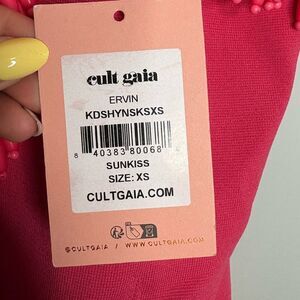 cult gaia
ERVIN
KDSHYNSKSXS
8 40383 80068
SUNKISS
SIZE: XS
CULTGAIA.COM
@CULTGAIA / WWW.CULTGAIA.COM